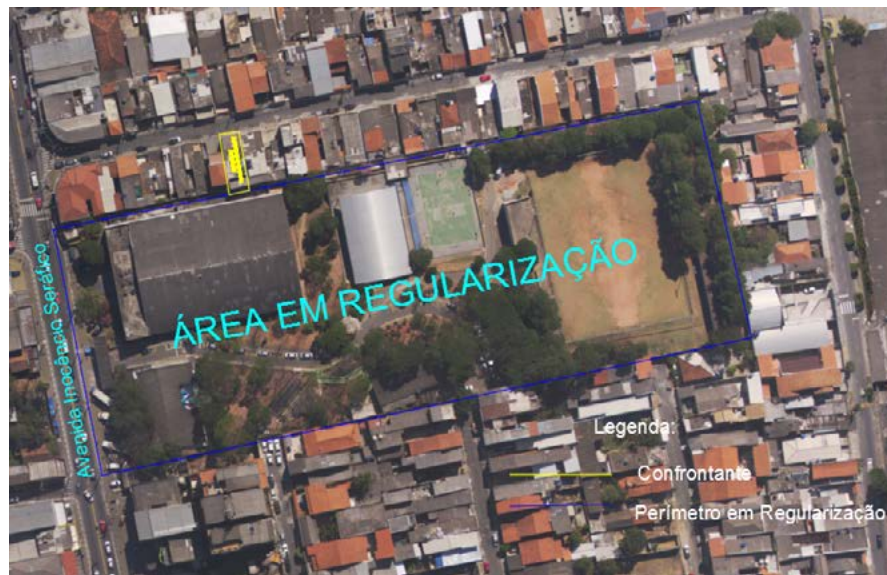 Avenida Inocêncio Seráfico
ÁREA EM REGULARIZAÇÃO
Legenda:
Confrontante
Perímetro em Regularização